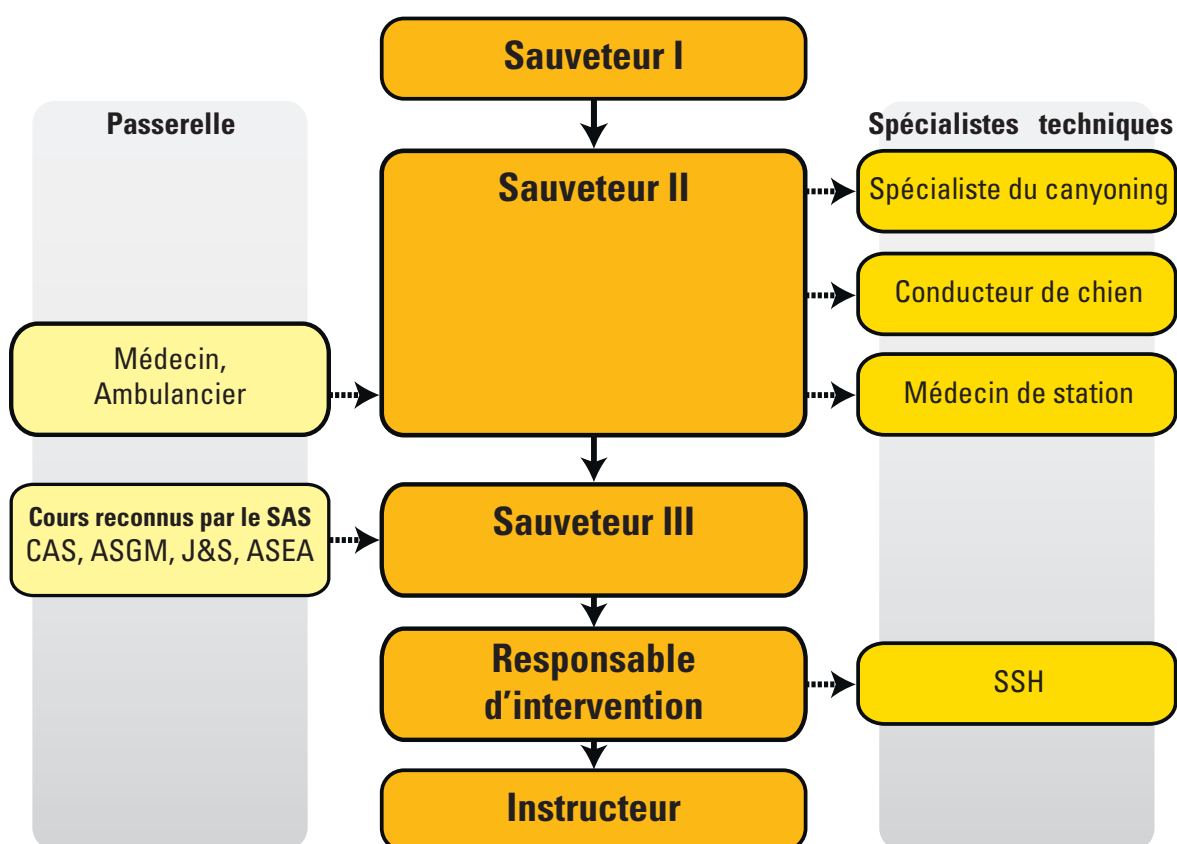 Sauveteur I
Passerelle
Spécialistes techniques
Sauveteur II
Spécialiste du canyoning
Conducteur de chien
Médecin,
Ambulancier
Médecin de station
Cours reconnus par le SAS
CAS, ASGM, J&S, ASEA
Sauveteur III
Responsable
d'intervention
SSH
Instructeur